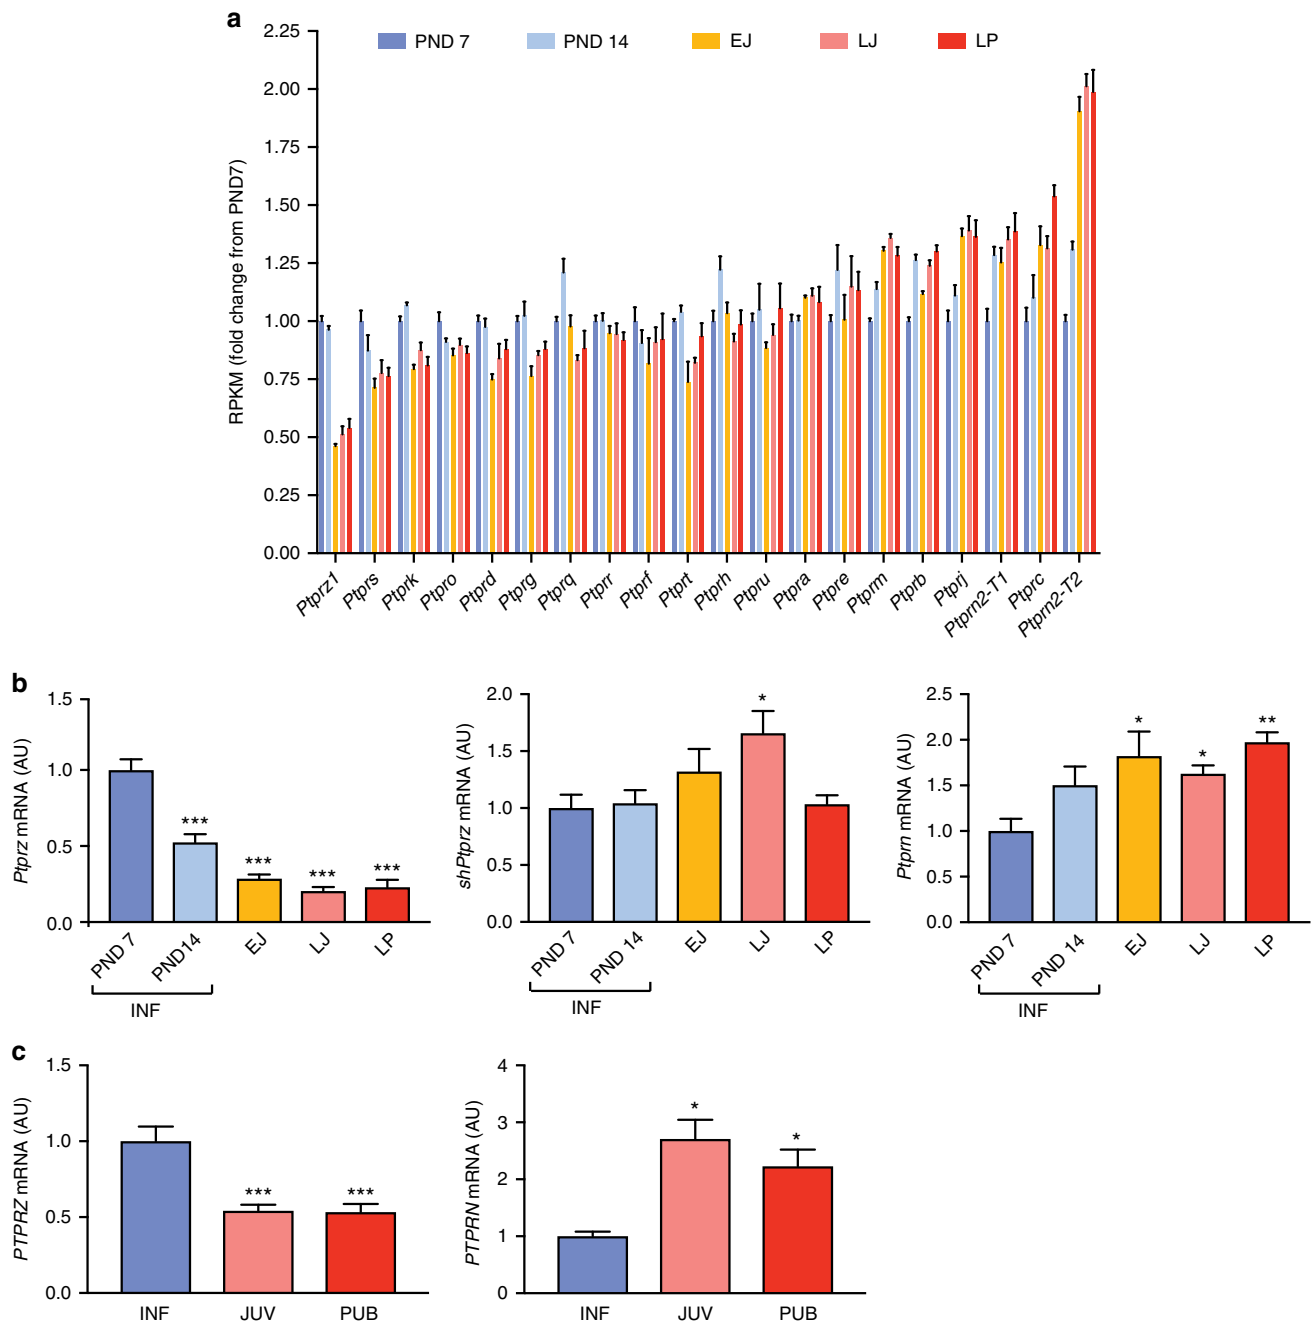 a
RPKM (fold change from PND7)
PND 7 PND 14 EJ LJ LP
2.25
2.00
1.75
1.50
1.25
1.00
0.75
0.50
0.25
0.00
Ptprz1 Ptprs Ptprk Ptpro Ptprd Ptprg Ptprq Ptprr Ptprf Ptprt Ptprh Ptpru Ptpra Ptpre Ptprm Ptprb Ptprj Ptprn2-T1 Ptprc Ptprn2-T2
b
Ptprz mRNA (AU)
1.5
1.0
0.5
0.0
*** *** *** ***
PND 7 PND14 EJ LJ LP
INF
shPtprz mRNA (AU)
2.0
1.5
1.0
0.5
0.0
*
PND 7 PND 14 EJ LJ LP
INF
Ptprn mRNA (AU)
2.5
2.0
1.5
1.0
0.5
0.0
* * **
PND 7 PND 14 EJ LJ LP
INF
c
PTPRZ mRNA (AU)
1.5
1.0
0.5
0.0
*** ***
INF JUV PUB
PTPRN mRNA (AU)
4
3
2
1
0
* *
INF JUV PUB